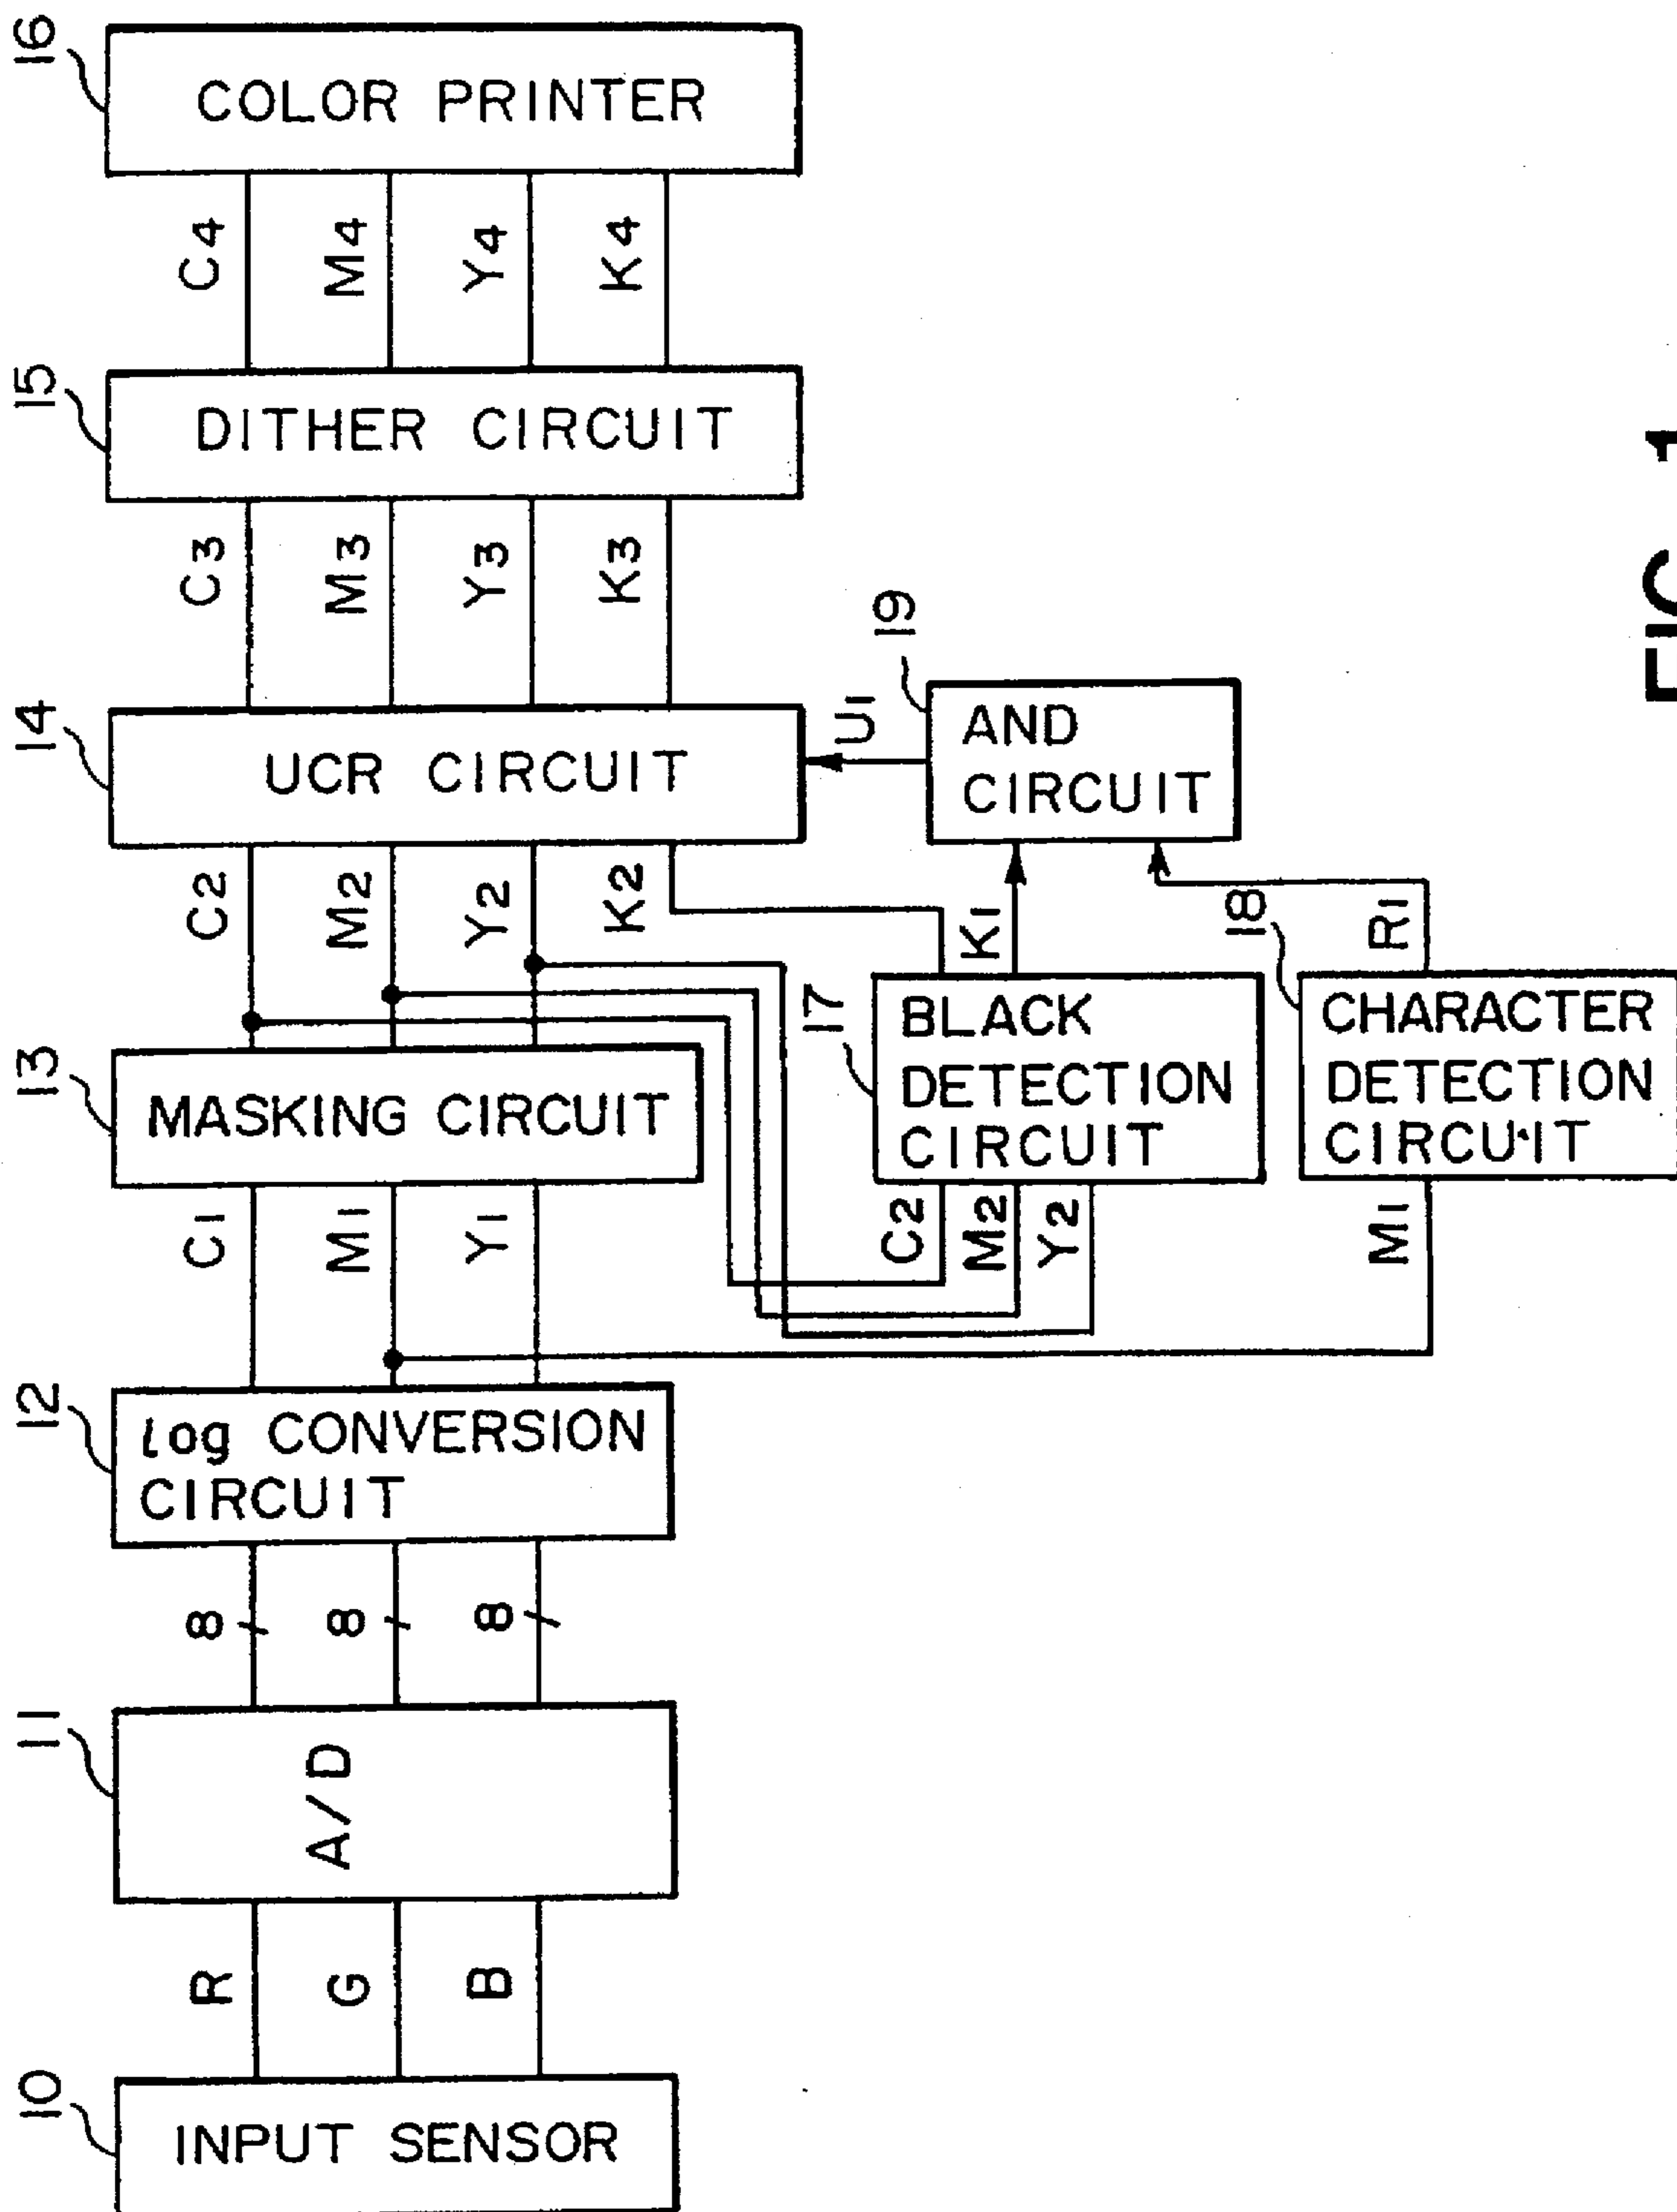 16
COLOR PRINTER
C4
M4
Y4
K4
15
DITHER CIRCUIT
C3
M3
Y3
K3
14
UCR CIRCUIT
U1
19
AND
CIRCUIT
C2
M2
Y2
K2
K1
18
R1
13
MASKING CIRCUIT
17
BLACK
DETECTION
CIRCUIT
CHARACTER
DETECTION
CIRCUIT
C1
M1
Y1
C2
M2
Y2
M1
12
log CONVERSION
CIRCUIT
8
8
8
11
A/D
R
G
B
10
INPUT SENSOR
FIG. 1